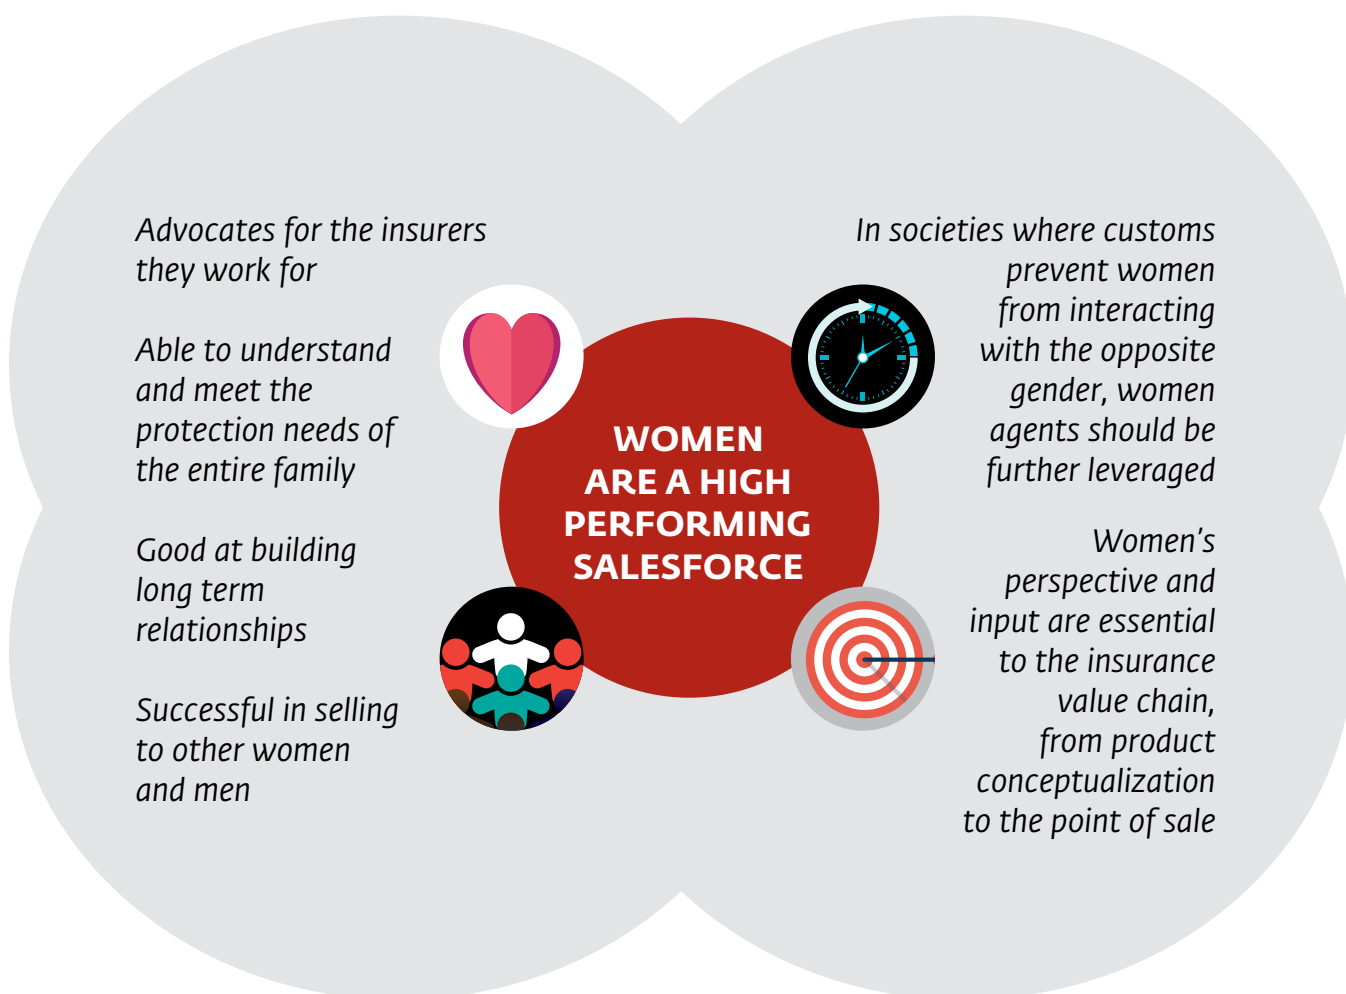 Advocates for the insurers
they work for
Able to understand
and meet the
protection needs of
the entire family
Good at building
long term
relationships
Successful in selling
to other women
and men
WOMEN
ARE A HIGH
PERFORMING
SALESFORCE
In societies where customs
prevent women
from interacting
with the opposite
gender, women
agents should be
further leveraged
Women's
perspective and
input are essential
to the insurance
value chain,
from product
conceptualization
to the point of sale